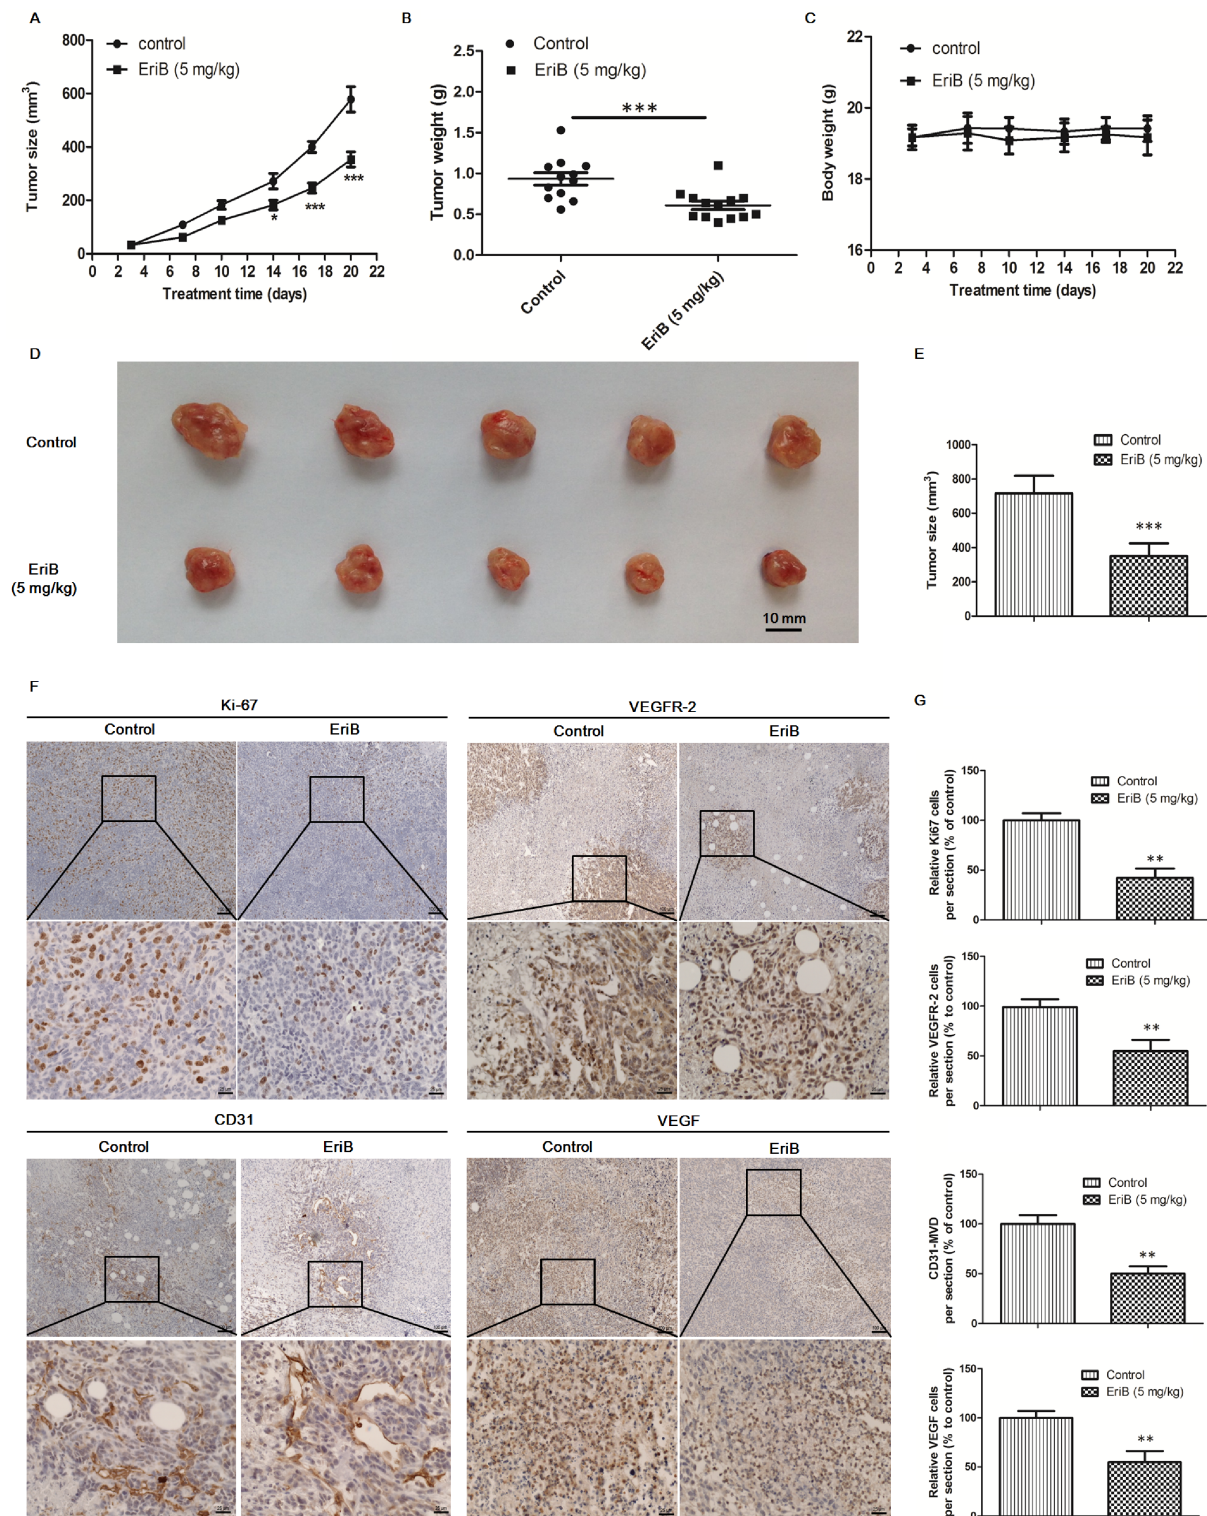 A
800
600
400
200
0
Tumor size (mm³)
control
EriB (5 mg/kg)
*
***
***
0 2 4 6 8 10 12 14 16 18 20 22
Treatment time (days)
B
2.5
2.0
1.5
1.0
0.5
0.0
Tumor weight (g)
Control
EriB (5 mg/kg)
***
Control
EriB (5 mg/kg)
C
22
20
18
16
Body weight (g)
control
EriB (5 mg/kg)
0 2 4 6 8 10 12 14 16 18 20 22
Treatment time (days)
D
Control
EriB
(5 mg/kg)
10 mm
E
1000
800
600
400
200
0
Tumor size (mm³)
Control
EriB (5 mg/kg)
***
F
Ki-67
Control EriB
VEGFR-2
Control EriB
CD31
Control EriB
VEGF
Control EriB
G
150
100
50
0
Relative Ki67 cells
per section (% of control)
Control
EriB (5 mg/kg)
**
150
100
50
0
Relative VEGFR-2 cells
per section (% to control)
Control
EriB (5 mg/kg)
**
150
100
50
0
CD31-MVD
per section (% of control)
Control
EriB (5 mg/kg)
**
150
100
50
0
Relative VEGF cells
per section (% to control)
Control
EriB (5 mg/kg)
**